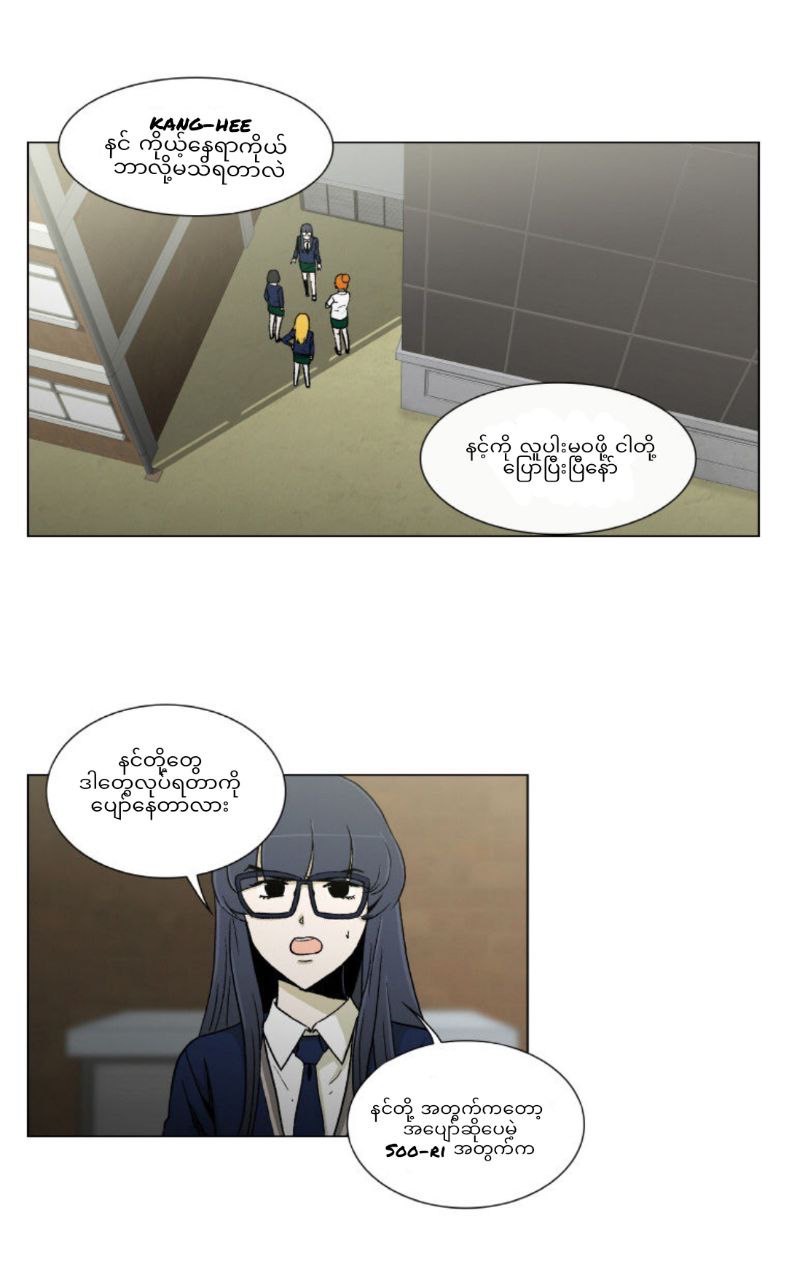 KANG-HEE
နင် ကိုယ့်နေရာကိုယ်
ဘာလို့မသိရတာလဲ
နင့်ကို လူပါးမဝဖို့ ငါတို့
ပြောပြီးပြီနော်
နင်တို့တွေ
ဒါတွေလုပ်ရတာကို
ပျော်နေတာလား
နင်တို့ အတွက်ကတော့
အပျော်ဆိုပေမဲ့
SOO-RI အတွက်က